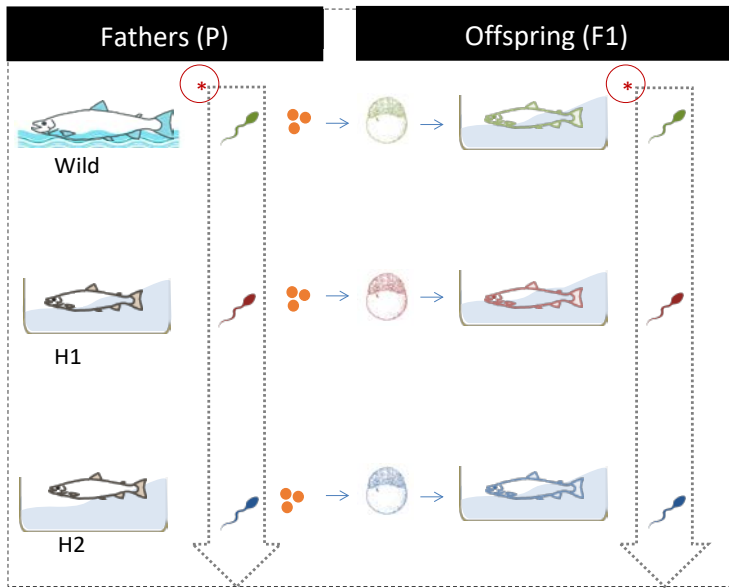 Fathers (P)
Offspring (F1)
*
*
Wild
H1
H2